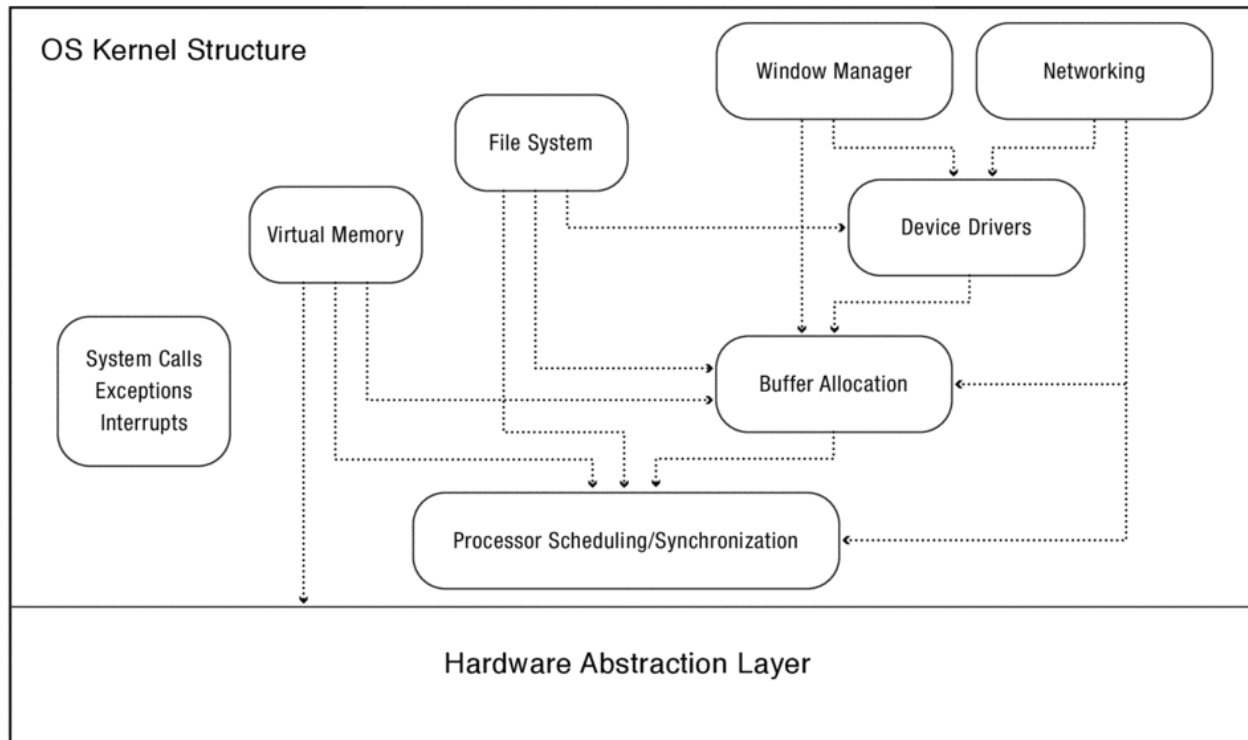 OS Kernel Structure
Window Manager
Networking
File System
Virtual Memory
Device Drivers
System Calls
Exceptions
Interrupts
Buffer Allocation
Processor Scheduling/Synchronization
Hardware Abstraction Layer